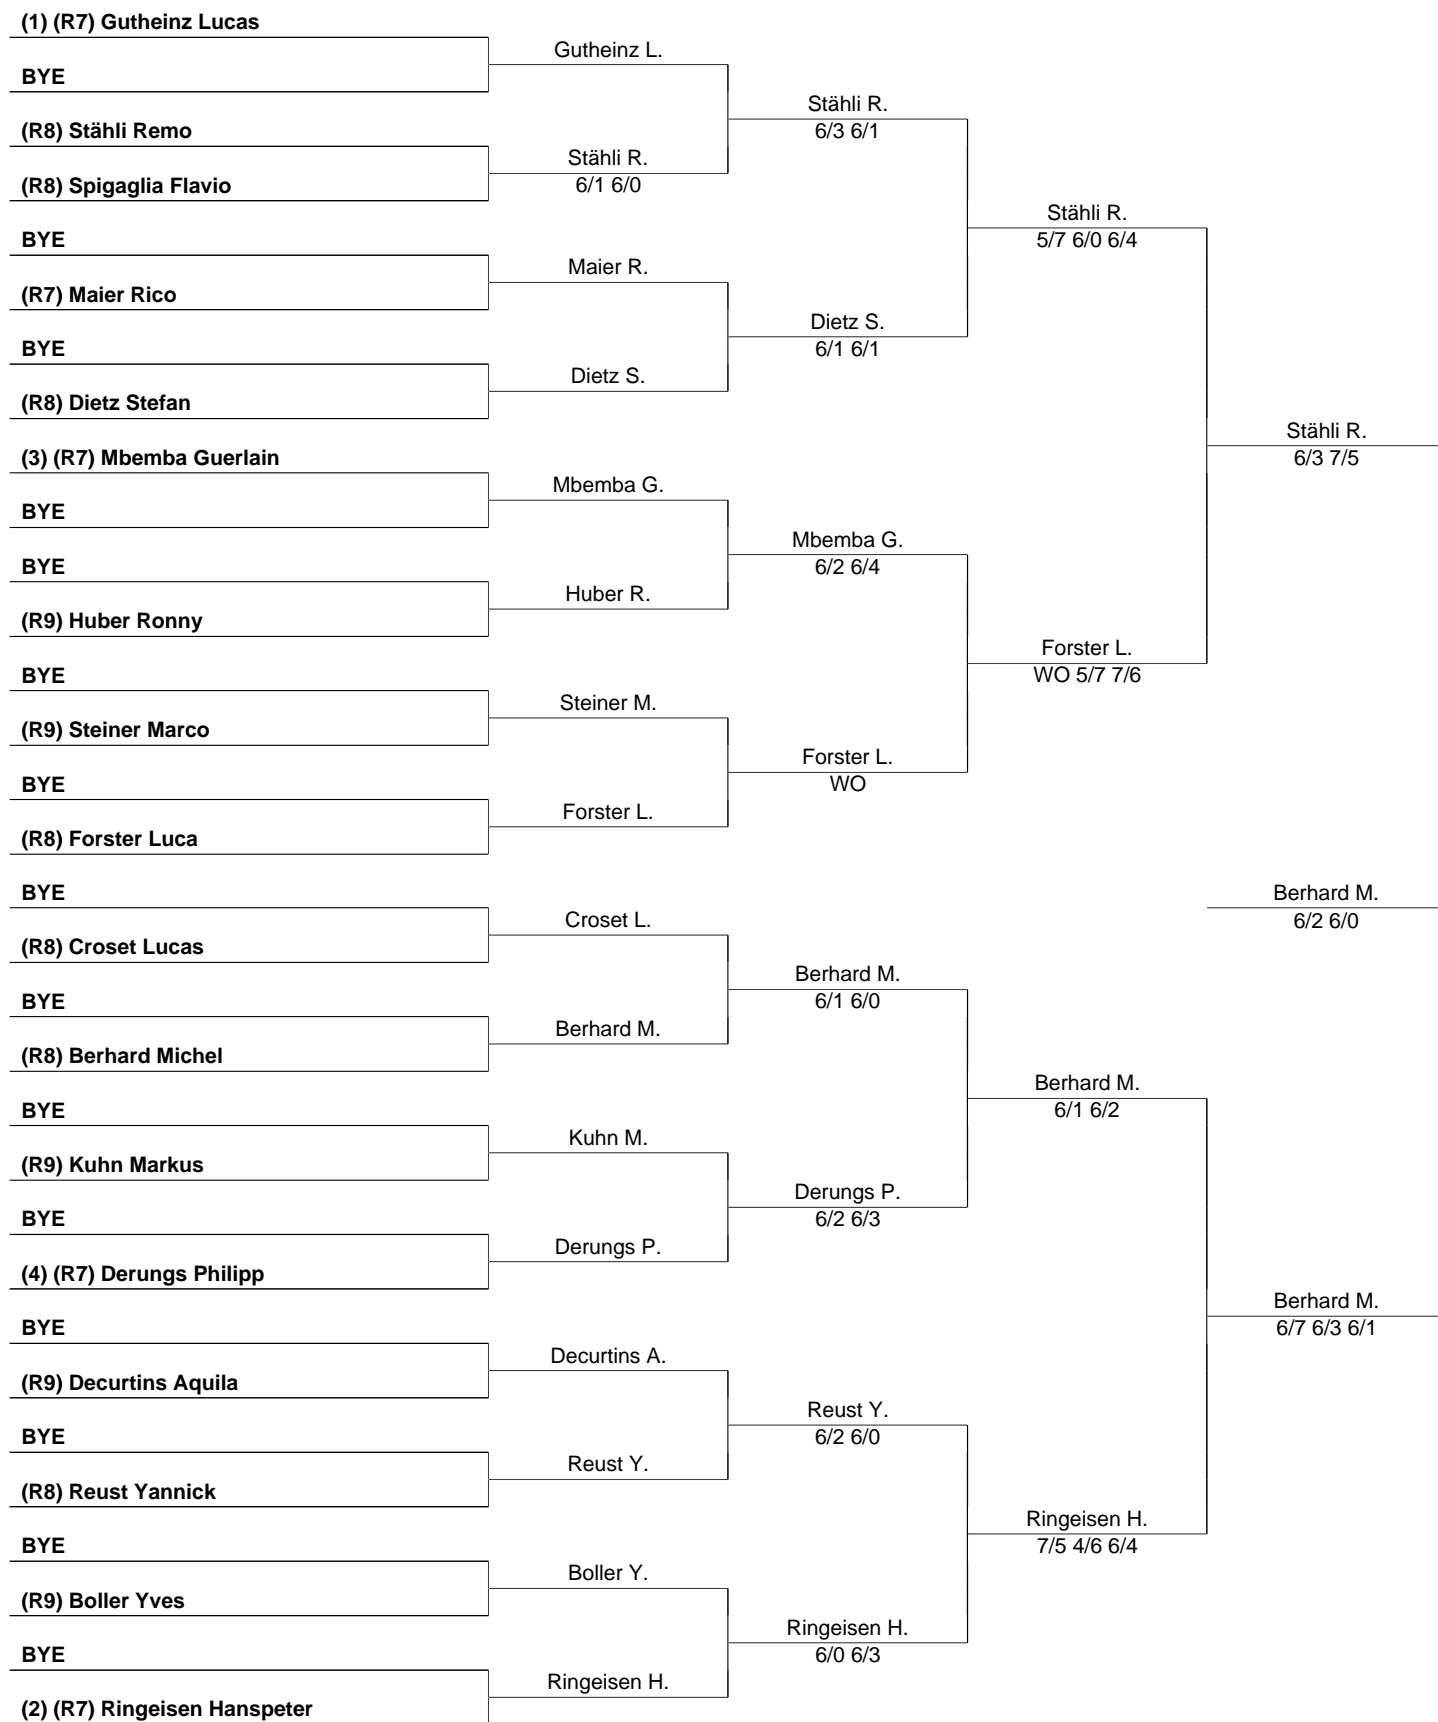 (1) (R7) Gutheinz Lucas
BYE
(R8) Stähli Remo
(R8) Spigaglia Flavio
BYE
(R7) Maier Rico
BYE
(R8) Dietz Stefan
(3) (R7) Mbemba Guerlain
BYE
BYE
(R9) Huber Ronny
BYE
(R9) Steiner Marco
BYE
(R8) Forster Luca
BYE
(R8) Croset Lucas
BYE
(R8) Berhard Michel
BYE
(R9) Kuhn Markus
BYE
(4) (R7) Derungs Philipp
BYE
(R9) Decurtins Aquila
BYE
(R8) Reust Yannick
BYE
(R9) Boller Yves
BYE
(2) (R7) Ringeisen Hanspeter
Gutheinz L.
Stähli R.
6/1 6/0
Maier R.
Dietz S.
Mbemba G.
Huber R.
Steiner M.
Forster L.
Croset L.
Berhard M.
Kuhn M.
Derungs P.
Decurtins A.
Reust Y.
Boller Y.
Ringeisen H.
Stähli R.
6/3 6/1
Dietz S.
6/1 6/1
Mbemba G.
6/2 6/4
Forster L.
WO
Berhard M.
6/1 6/0
Derungs P.
6/2 6/3
Reust Y.
6/2 6/0
Ringeisen H.
6/0 6/3
Stähli R.
5/7 6/0 6/4
Forster L.
WO 5/7 7/6
Berhard M.
6/1 6/2
Ringeisen H.
7/5 4/6 6/4
Stähli R.
6/3 7/5
Berhard M.
6/2 6/0
Berhard M.
6/7 6/3 6/1